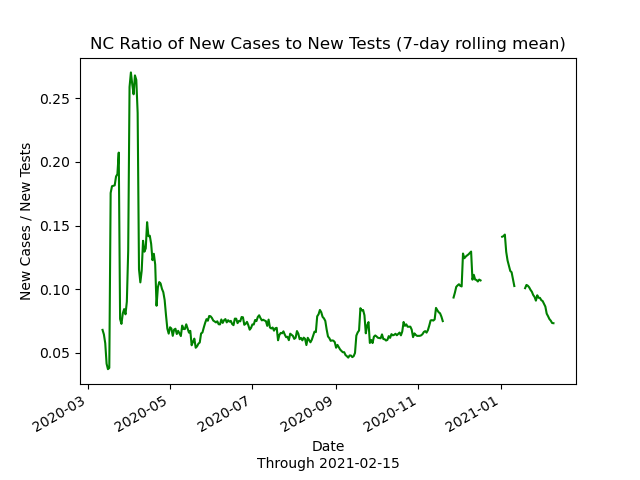 NC Ratio of New Cases to New Tests (7-day rolling mean)
New Cases / New Tests
0.25
0.20
0.15
0.10
0.05
2020-03
2020-05
2020-07
2020-09
2020-11
2021-01
Date
Through 2021-02-15